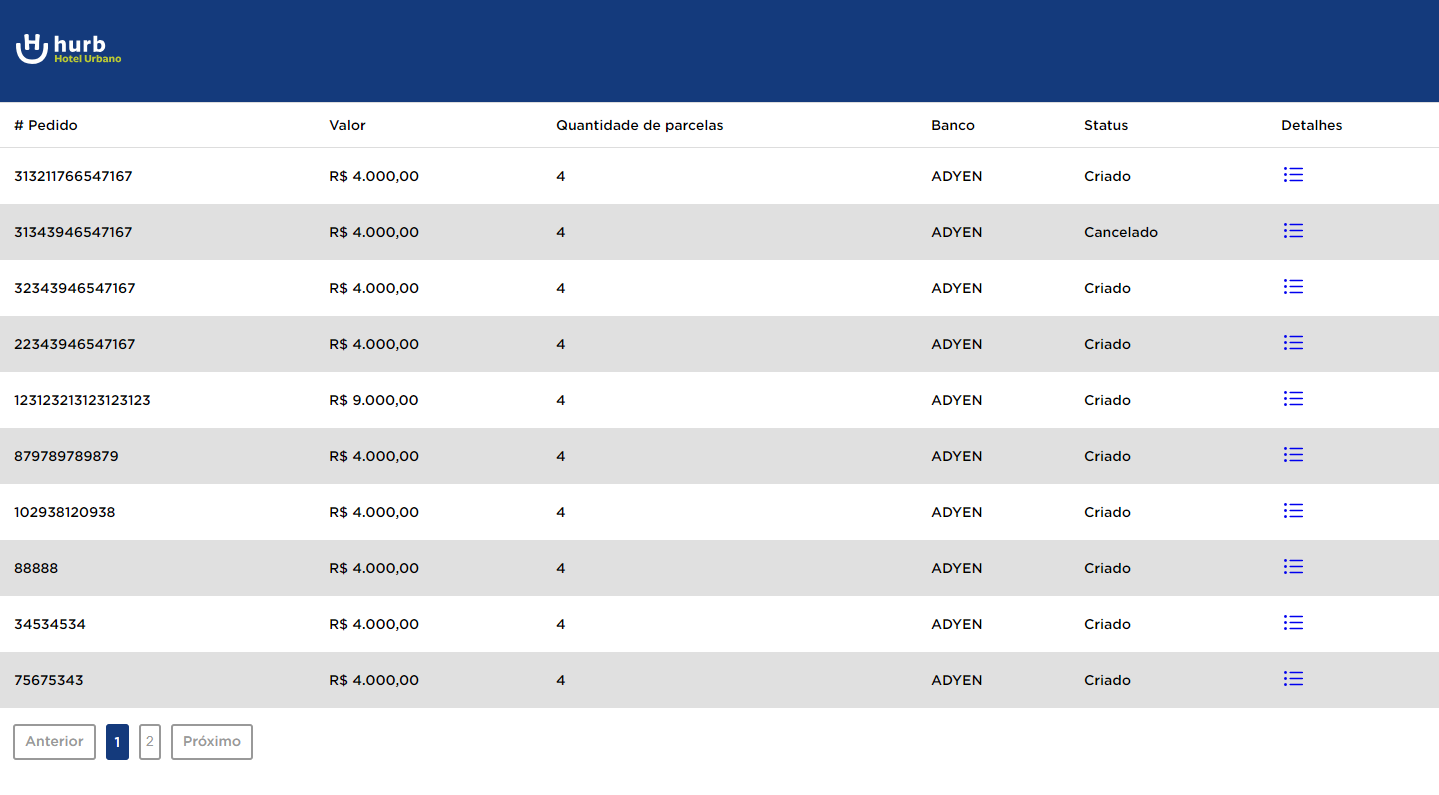 hurb
Hotel Urbano
# Pedido Valor Quantidade de parcelas Banco Status Detalhes
313211766547167 R$ 4.000,00 4 ADYEN Criado
31343946547167 R$ 4.000,00 4 ADYEN Cancelado
32343946547167 R$ 4.000,00 4 ADYEN Criado
22343946547167 R$ 4.000,00 4 ADYEN Criado
123123213123123123 R$ 9.000,00 4 ADYEN Criado
879789789879 R$ 4.000,00 4 ADYEN Criado
102938120938 R$ 4.000,00 4 ADYEN Criado
88888 R$ 4.000,00 4 ADYEN Criado
34534534 R$ 4.000,00 4 ADYEN Criado
75675343 R$ 4.000,00 4 ADYEN Criado
Anterior 1 2 Próximo